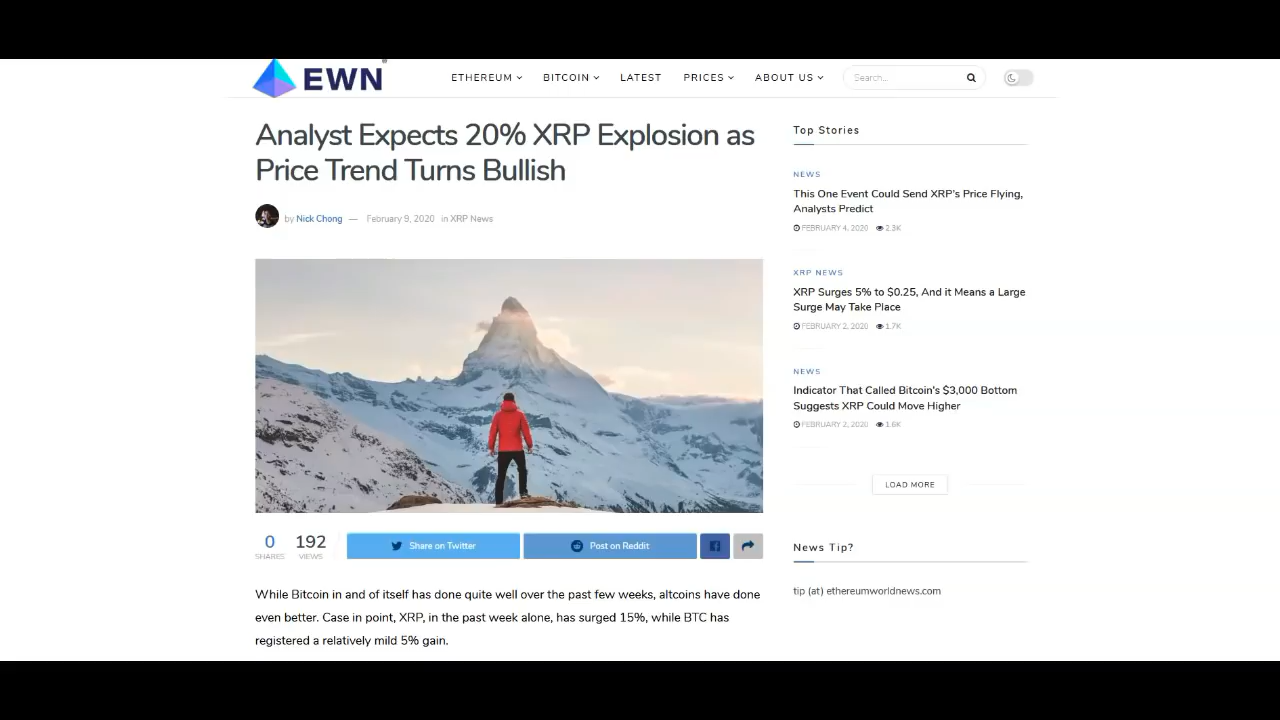 EWN
ETHEREUM
BITCOIN
LATEST
PRICES
ABOUT US
Search...
Analyst Expects 20% XRP Explosion as
Price Trend Turns Bullish
by Nick Chong — February 9, 2020 in XRP News
0
SHARES
192
VIEWS
Share on Twitter
Post on Reddit
While Bitcoin in and of itself has done quite well over the past few weeks, altcoins have done
even better. Case in point, XRP, in the past week alone, has surged 15%, while BTC has
registered a relatively mild 5% gain.
Top Stories
NEWS
This One Event Could Send XRP's Price Flying,
Analysts Predict
FEBRUARY 4, 2020 2.3K
XRP NEWS
XRP Surges 5% to $0.25, And it Means a Large
Surge May Take Place
FEBRUARY 2, 2020 1.7K
NEWS
Indicator That Called Bitcoin's $3,000 Bottom
Suggests XRP Could Move Higher
FEBRUARY 2, 2020 1.6K
LOAD MORE
News Tip?
tip (at) ethereumworldnews.com